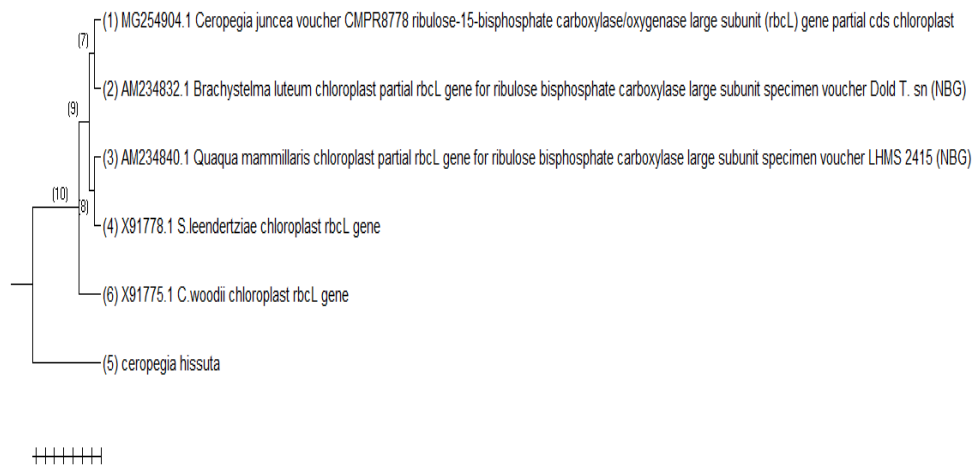 (1) MG254904.1 Ceropegia juncea voucher CMPR8778 ribulose-15-bisphosphate carboxylase/oxygenase large subunit (rbcL) gene partial cds chloroplast
(7)
(2) AM234832.1 Brachystelma luteum chloroplast partial rbcL gene for ribulose bisphosphate carboxylase large subunit specimen voucher Dold T. sn (NBG)
(9)
(3) AM234840.1 Quaqua mammillaris chloroplast partial rbcL gene for ribulose bisphosphate carboxylase large subunit specimen voucher LHMS 2415 (NBG)
(10)
(8)
(4) X91778.1 S.leendertziae chloroplast rbcL gene
(6) X91775.1 C.woodii chloroplast rbcL gene
(5) ceropegia hissuta